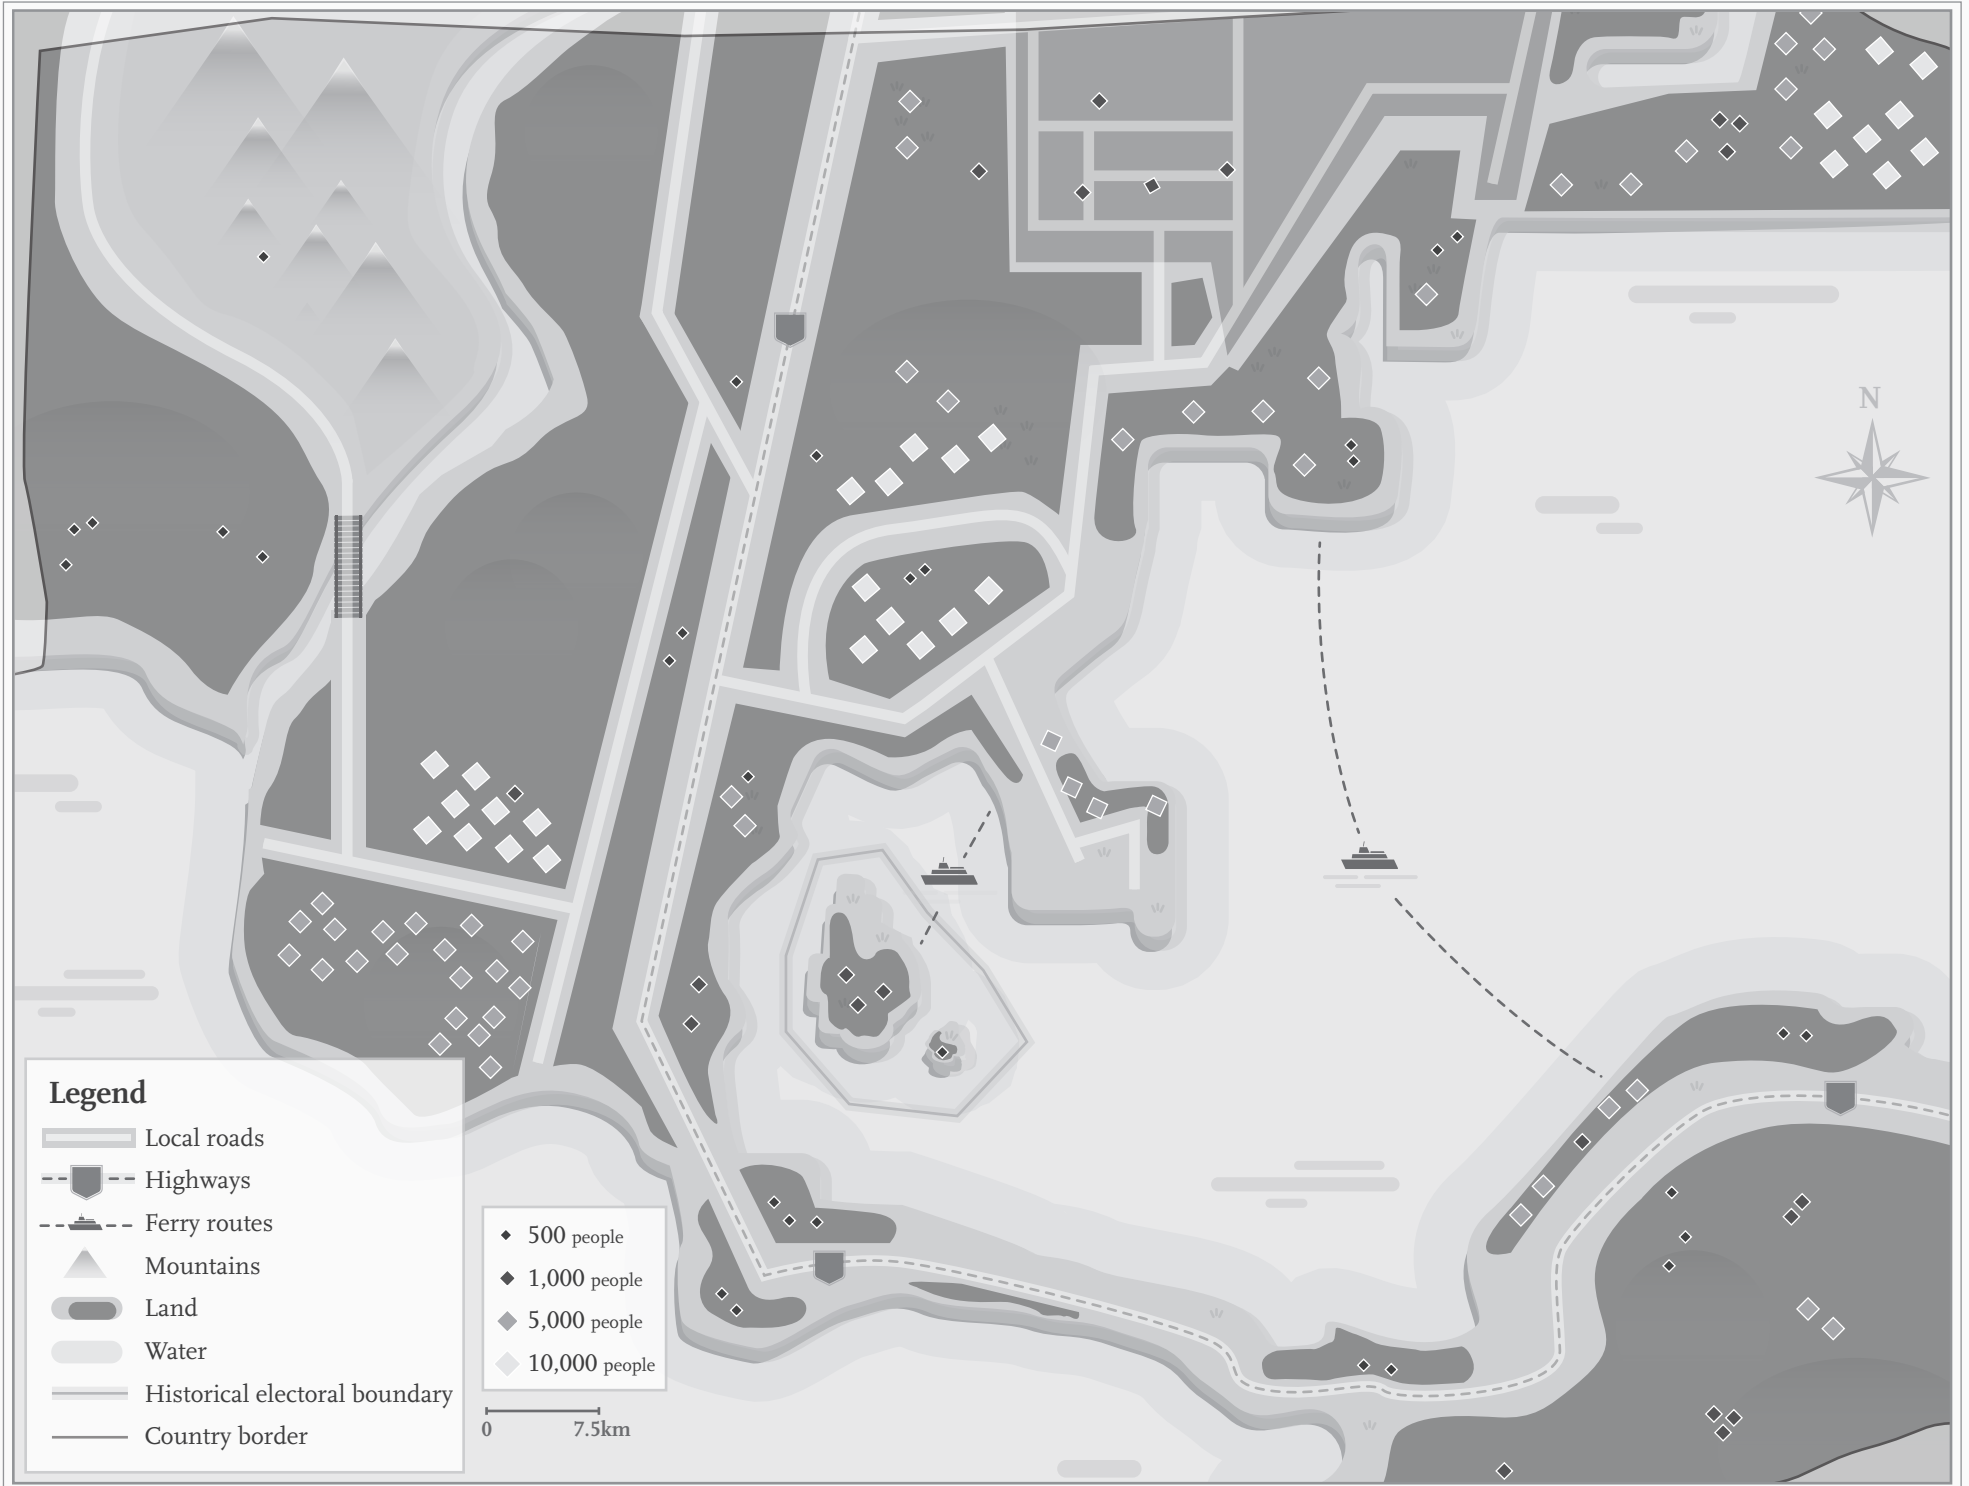 N
Legend
Local roads
Highways
Ferry routes
Mountains
Land
Water
Historical electoral boundary
Country border
500 people
1,000 people
5,000 people
10,000 people
0 7.5km